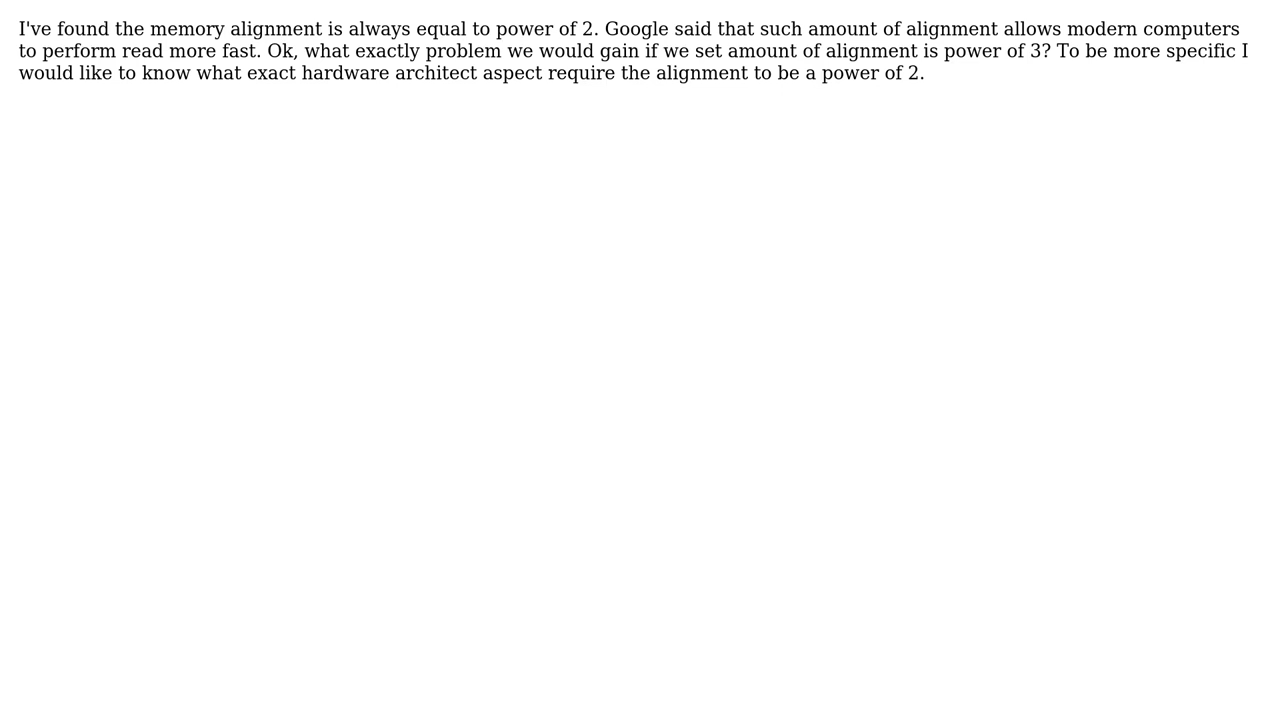 I've found the memory alignment is always equal to power of 2. Google said that such amount of alignment allows modern computers
to perform read more fast. Ok, what exactly problem we would gain if we set amount of alignment is power of 3? To be more specific I
would like to know what exact hardware architect aspect require the alignment to be a power of 2.